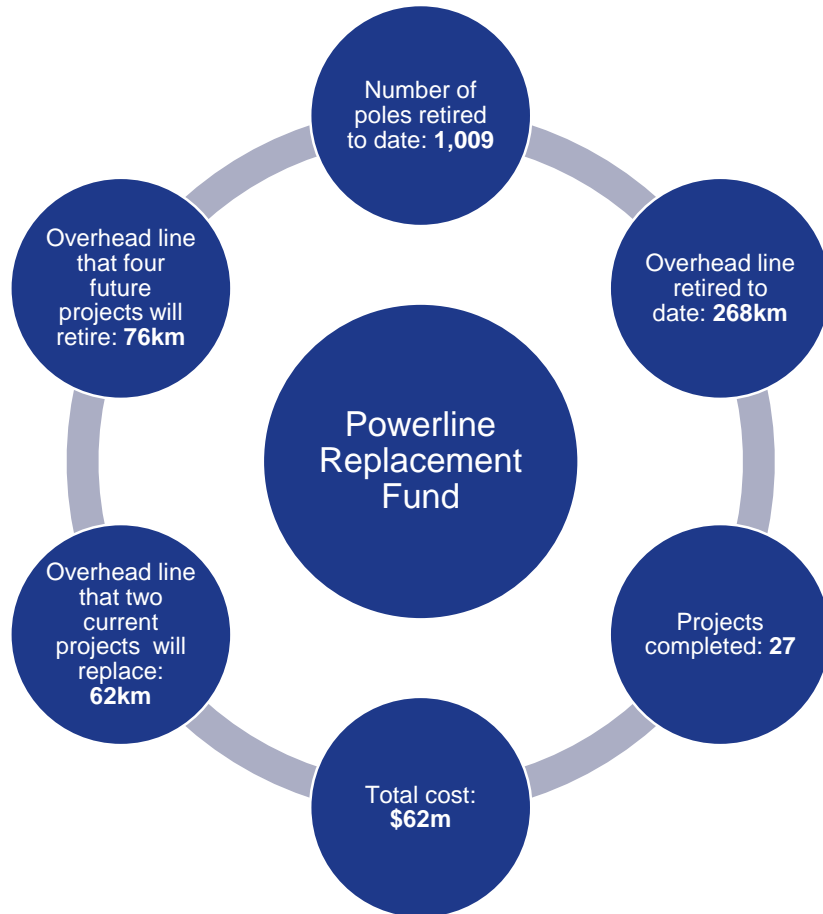 Number of
poles retired
to date: 1,009
Overhead line
retired to
date: 268km
Projects
completed: 27
Total cost:
$62m
Overhead line
that two
current
projects will
replace:
62km
Overhead line
that four
future
projects will
retire: 76km
Powerline
Replacement
Fund